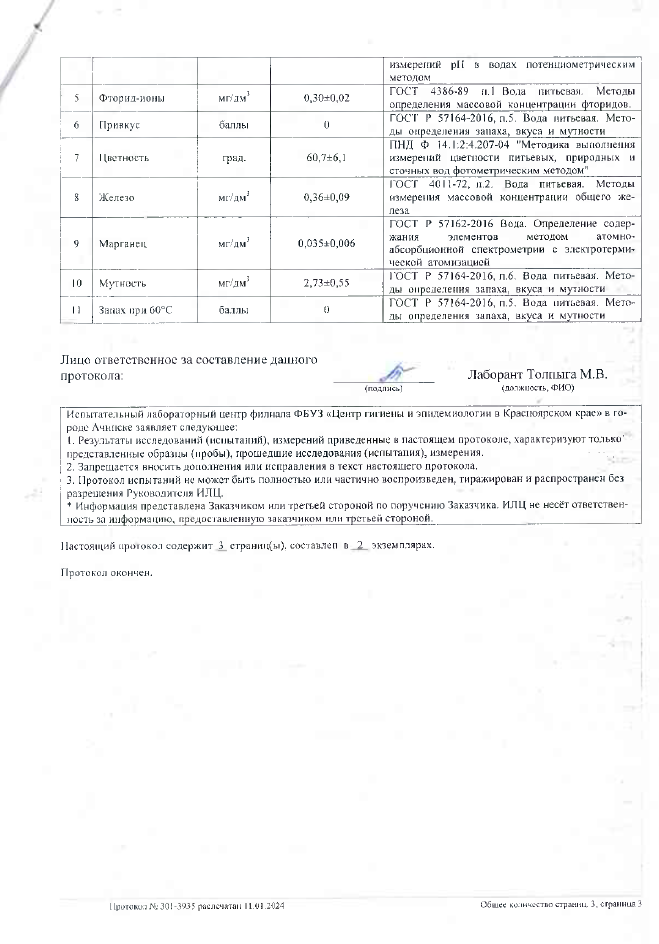 измерений рН в водах потенциометрическим
методом
5 Фторид-ионы мг/дм³ 0,30±0,02 ГОСТ 4386-89 п.1 Вода питьевая. Методы
определения массовой концентрации фторидов.
6 Привкус баллы 0 ГОСТ Р 57164-2016, п.5. Вода питьевая. Мето-
ды определения запаха, вкуса и мутности
7 Цветность град. 60,7±6,1 ПНД Ф 14.1:2:4.207-04 "Методика выполнения
измерений цветности питьевых, природных и
сточных вод фотометрическим методом"
8 Железо мг/дм³ 0,36±0,09 ГОСТ 4011-72, п.2. Вода питьевая. Методы
измерения массовой концентрации общего же-
леза
9 Марганец мг/дм³ 0,035±0,006 ГОСТ Р 57162-2016 Вода. Определение содер-
жания элементов методом атомно-
абсорбционной спектрометрии с электротерми-
ческой атомизацией
10 Мутность мг/дм³ 2,73±0,55 ГОСТ Р 57164-2016, п.6. Вода питьевая. Мето-
ды определения запаха, вкуса и мутности
11 Запах при 60°С баллы 0 ГОСТ Р 57164-2016, п.5. Вода питьевая. Мето-
ды определения запаха, вкуса и мутности
Лицо ответственное за составление данного
протокола: Лаборант Толпыга М.В.
(подпись) (должность, ФИО)
Испытательный лабораторный центр филиала ФБУЗ «Центр гигиены и эпидемиологии в Красноярском крае» в го-
роде Ачинске заявляет следующее:
1. Результаты исследований (испытаний), измерений приведенные в настоящем протоколе, характеризуют только
представленные образцы (пробы), прошедшие исследования (испытания), измерения.
2. Запрещается вносить дополнения или исправления в текст настоящего протокола.
3. Протокол испытаний не может быть полностью или частично воспроизведен, тиражирован и распространен без
разрешения Руководителя ИЛЦ.
* Информация представлена Заказчиком или третьей стороной по поручению Заказчика. ИЛЦ не несёт ответствен-
ность за информацию, предоставленную заказчиком или третьей стороной.
Настоящий протокол содержит 3 страниц(ы), составлен в 2 экземплярах.
Протокол окончен.
Протокол № 301-3935 распечатан 11.01.2024 Общее количество страниц 3, страница 3